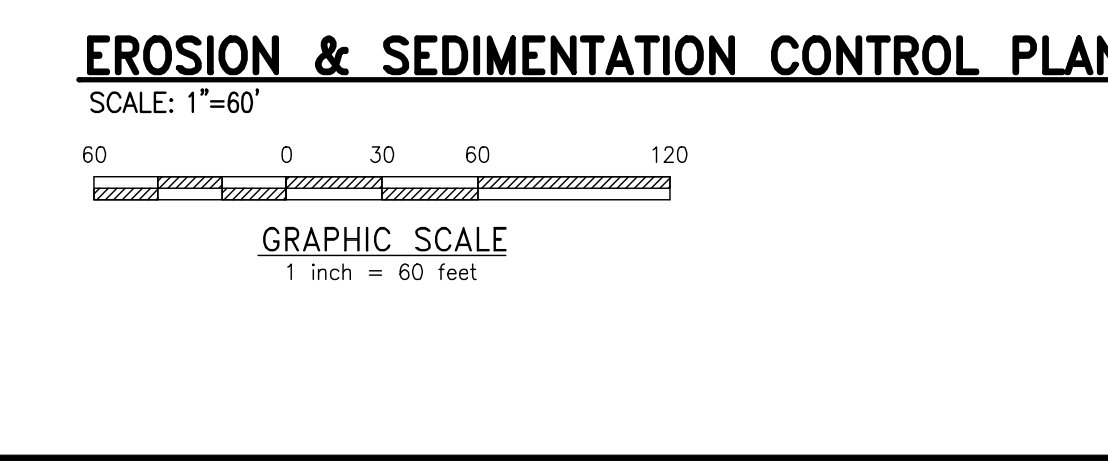 EROSION & SEDIMENTATION CONTROL PLAN
SCALE: 1"=60'
60 0 30 60 120
GRAPHIC SCALE
1 inch = 60 feet